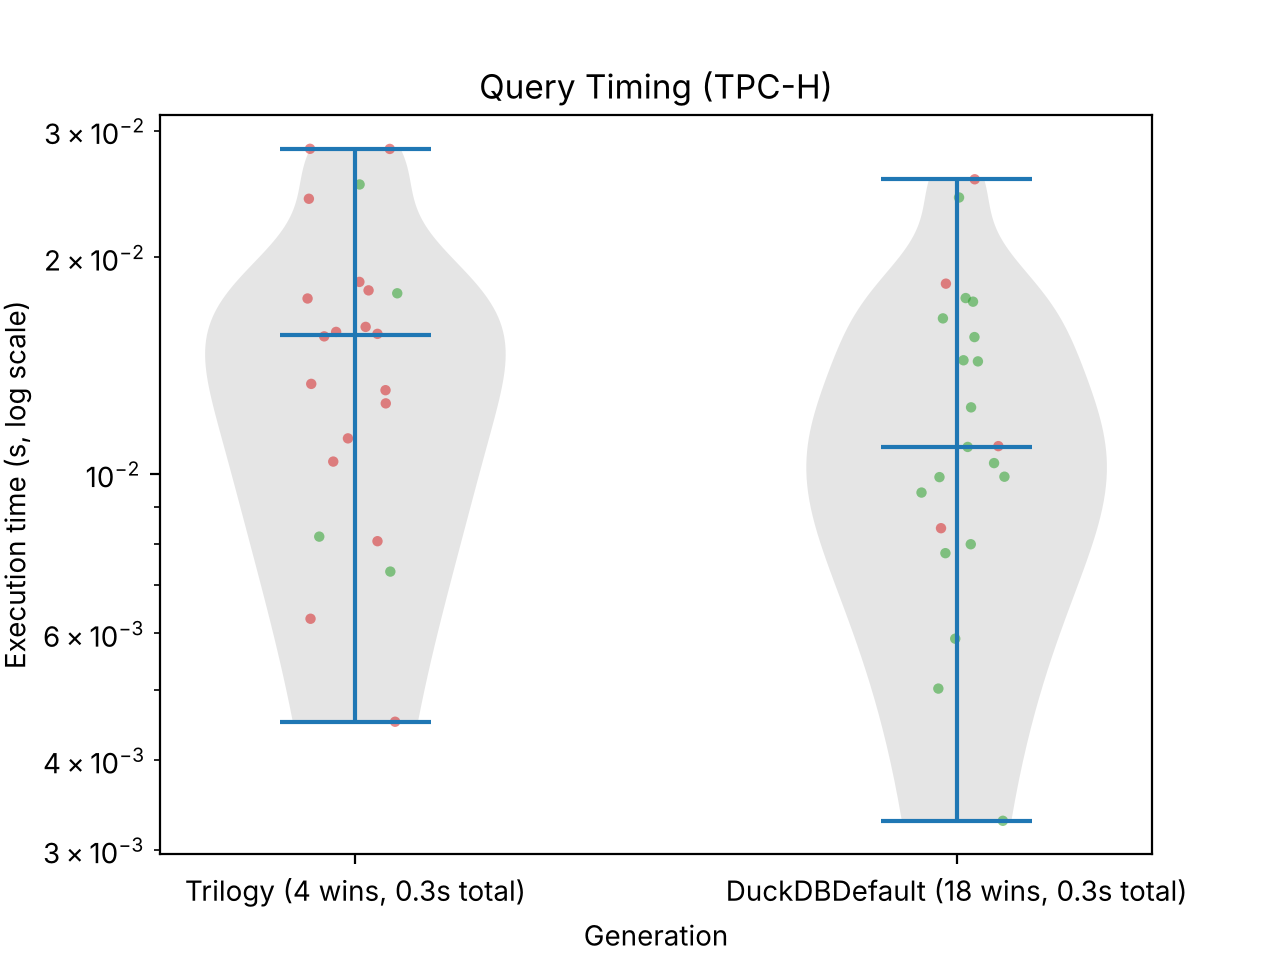 Query Timing (TPC-H)
Execution time (s, log scale)
3 × 10⁻²
2 × 10⁻²
10⁻²
6 × 10⁻³
4 × 10⁻³
3 × 10⁻³
Trilogy (4 wins, 0.3s total)
DuckDBDefault (18 wins, 0.3s total)
Generation